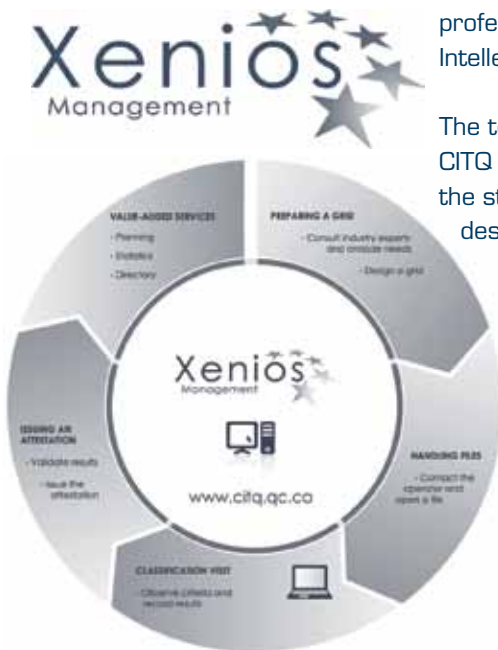 Xenios
Management
profe
Intelle
The t
CITQ
the st
des
VALUE-ADDED SERVICES
- Planning
- Statistics
- Directory
PREPARING A GRID
- Consult industry experts
and analyze needs
- Design a grid
HANDLING FILES
- Contact the
operator and
open a file
CLASSIFICATION VISIT
- Observe criteria and
record results
ISSUING AN
ATTESTATION
- Validate results
- Issue the
attestation
Xenios
Management
www.citq.qc.ca